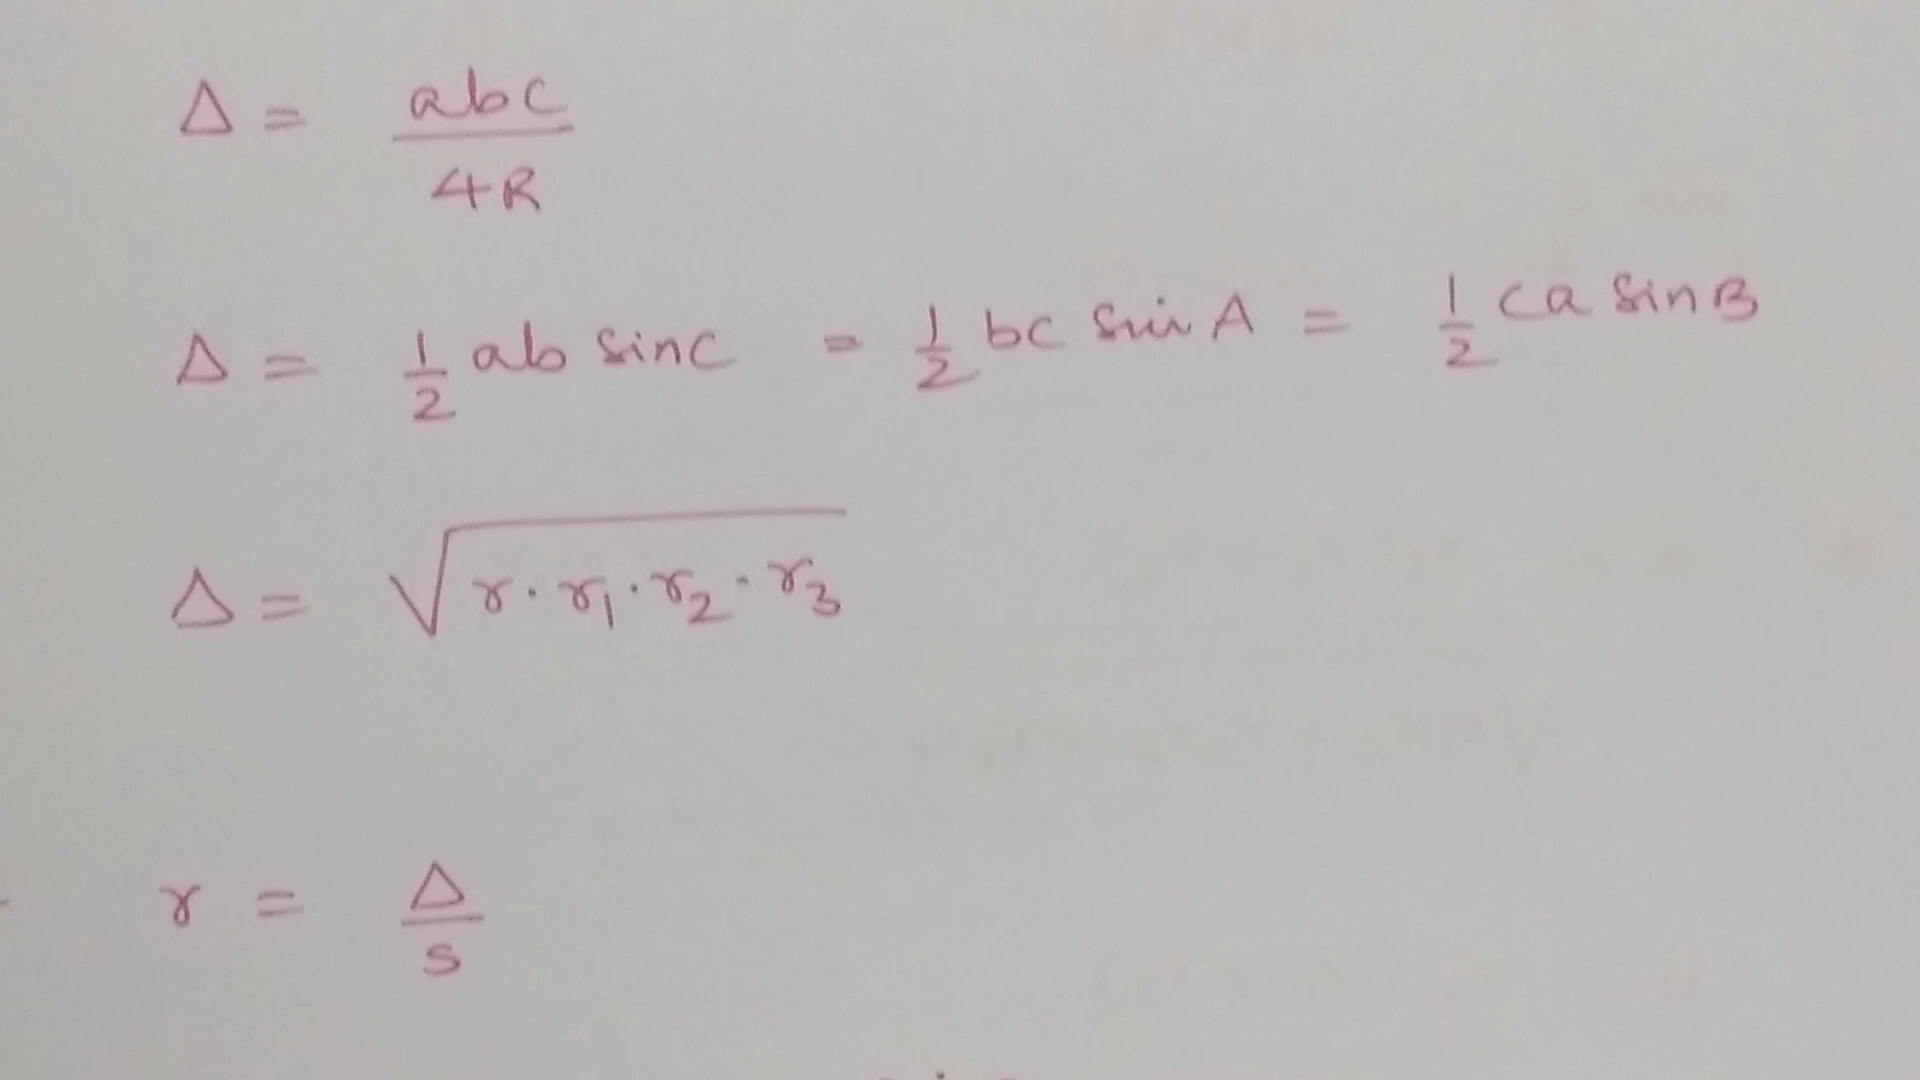 Δ = abc / 4R
Δ = 1/2 ab sinC = 1/2 bc sin A = 1/2 ca sinB
Δ = √(r · r₁ · r₂ · r₃)
r = Δ / s